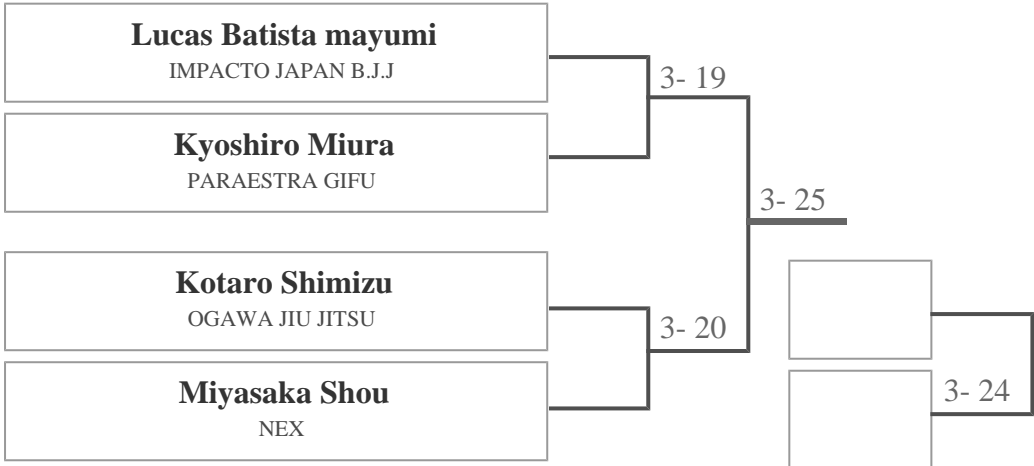 Lucas Batista mayumi
IMPACTO JAPAN B.J.J
3- 19
Kyoshiro Miura
PARAESTRA GIFU
3- 25
Kotaro Shimizu
OGAWA JIU JITSU
3- 20
Miyasaka Shou
NEX
3- 24